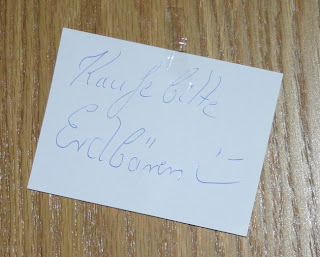 Kaufe bitte
Erdbären :-